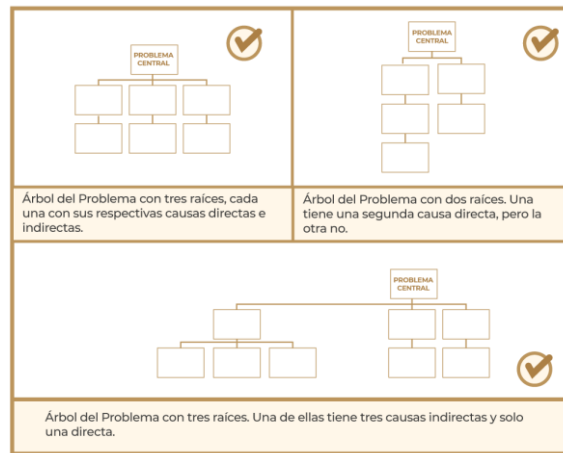 PROBLEMA
CENTRAL
PROBLEMA
CENTRAL
Árbol del Problema con tres raíces, cada
una con sus respectivas causas directas e
indirectas.
Árbol del Problema con dos raíces. Una
tiene una segunda causa directa, pero la
otra no.
PROBLEMA
CENTRAL
Árbol del Problema con tres raíces. Una de ellas tiene tres causas indirectas y solo
una directa.